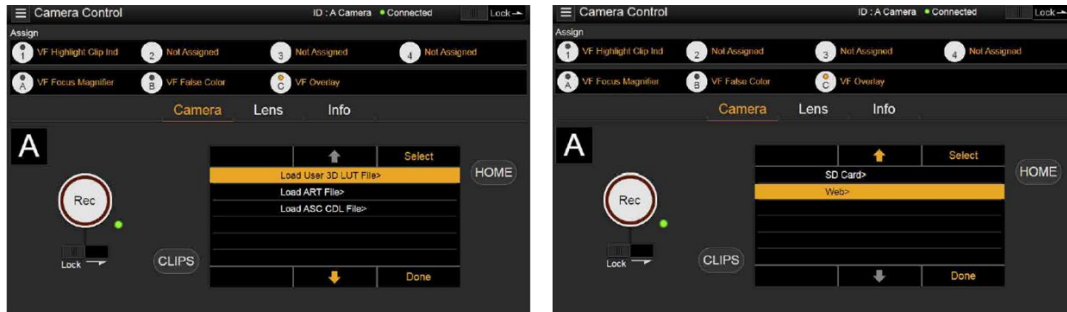 Camera Control ID : A Camera Connected Lock
Assign
1 VF Highlight Clip Ind 2 Not Assigned 3 Not Assigned 4 Not Assigned
A VF Focus Magnifier B VF False Color C VF Overlay
Camera Lens Info
A
Select
Load User 3D LUT File>
HOME
Load ART File>
Rec
Load ASC CDL File>
CLIPS
Lock
Done
Camera Control ID : A Camera Connected Lock
Assign
1 VF Highlight Clip Ind 2 Not Assigned 3 Not Assigned 4 Not Assigned
A VF Focus Magnifier B VF False Color C VF Overlay
Camera Lens Info
A
Select
SD Card>
HOME
Web>
Rec
CLIPS
Lock
Done